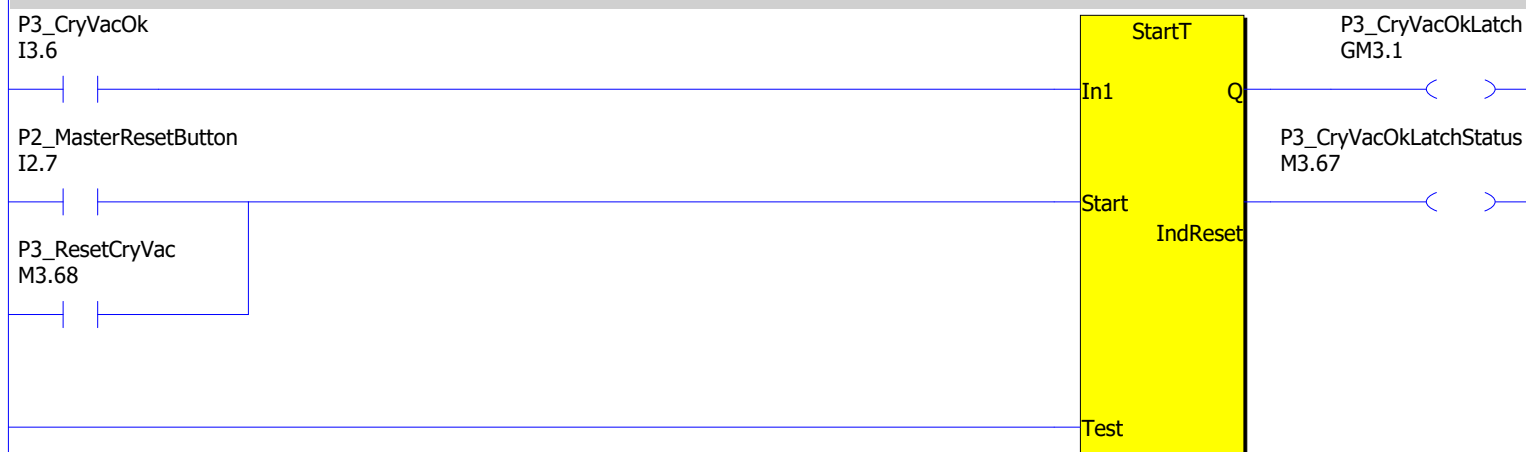 P3_CryVacOk
I3.6
StartT
P3_CryVacOkLatch
GM3.1
In1
Q
P2_MasterResetButton
I2.7
P3_CryVacOkLatchStatus
M3.67
Start
IndReset
P3_ResetCryVac
M3.68
Test